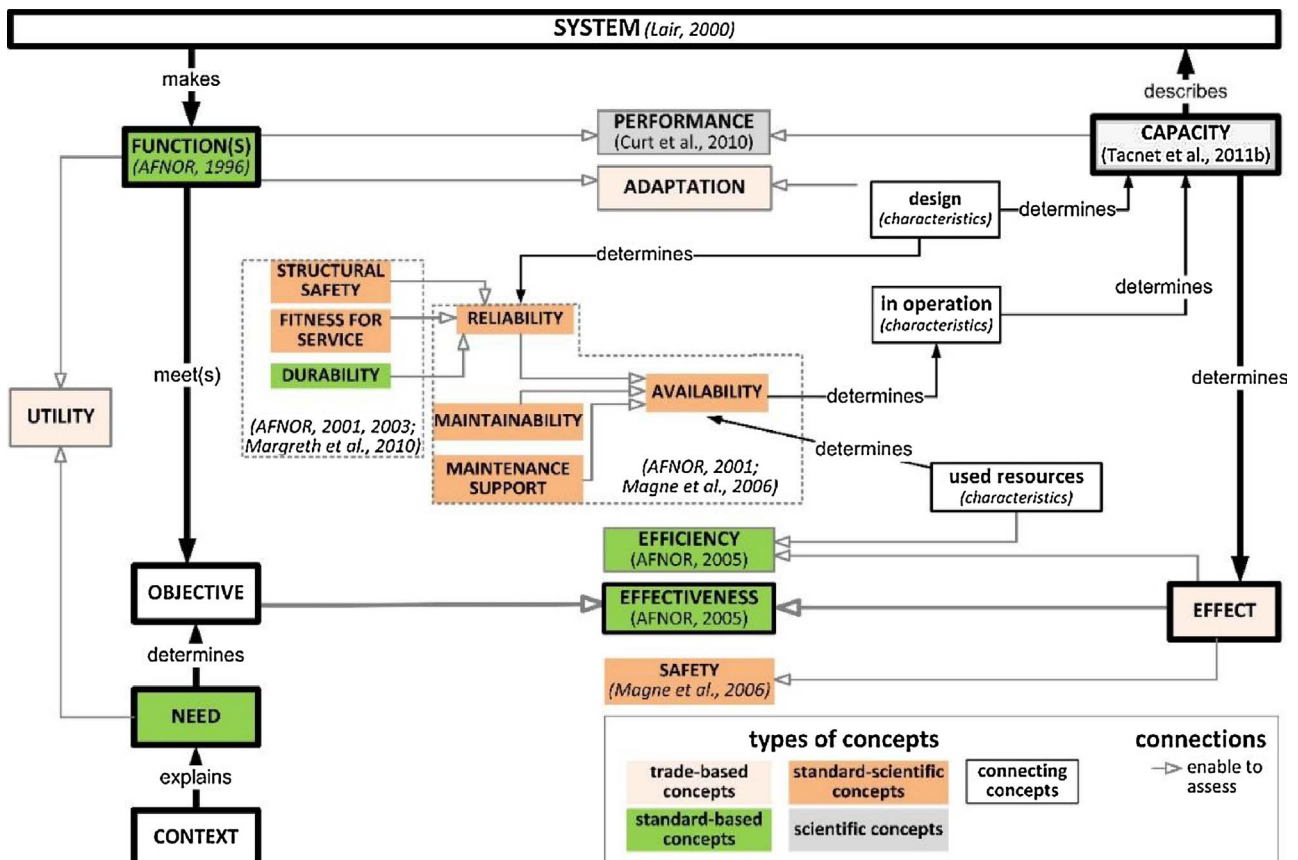 SYSTEM (Lair, 2000)
makes
describes
FUNCTION(S)
(AFNOR, 1996)
PERFORMANCE
(Curt et al., 2010)
CAPACITY
(Tacnet et al., 2011b)
ADAPTATION
design
(characteristics)
determines
determines
STRUCTURAL
SAFETY
FITNESS FOR
SERVICE
DURABILITY
RELIABILITY
in operation
(characteristics)
determines
meet(s)
UTILITY
(AFNOR, 2001, 2003;
Margreth et al., 2010)
MAINTAINABILITY
AVAILABILITY
determines
determines
MAINTENANCE
SUPPORT
(AFNOR, 2001;
Magne et al., 2006)
determines
used resources
(characteristics)
EFFICIENCY
(AFNOR, 2005)
OBJECTIVE
EFFECTIVENESS
(AFNOR, 2005)
EFFECT
determines
SAFETY
(Magne et al., 2006)
NEED
explains
CONTEXT
types of concepts
connections
trade-based
concepts
standard-scientific
concepts
connecting
concepts
enable to
assess
standard-based
concepts
scientific concepts